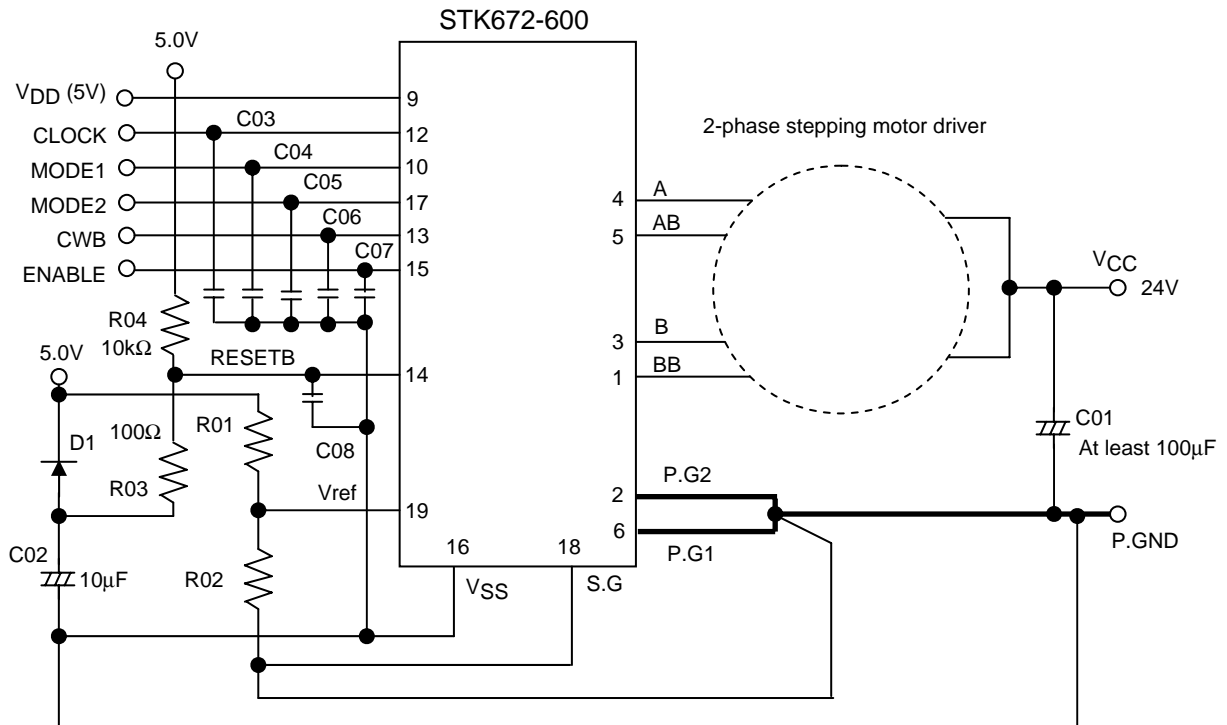 STK672-600
5.0V
VDD (5V)
9
CLOCK
C03
12
MODE1
C04
10
MODE2
C05
17
CWB
C06
13
ENABLE
C07
15
2-phase stepping motor driver
4
A
5
AB
3
B
1
BB
VCC
24V
R04
10kΩ
RESETB
14
5.0V
D1
100Ω
R03
R01
C08
Vref
19
C01
At least 100μF
2
P.G2
6
P.G1
P.GND
C02
10μF
R02
16
VSS
18
S.G